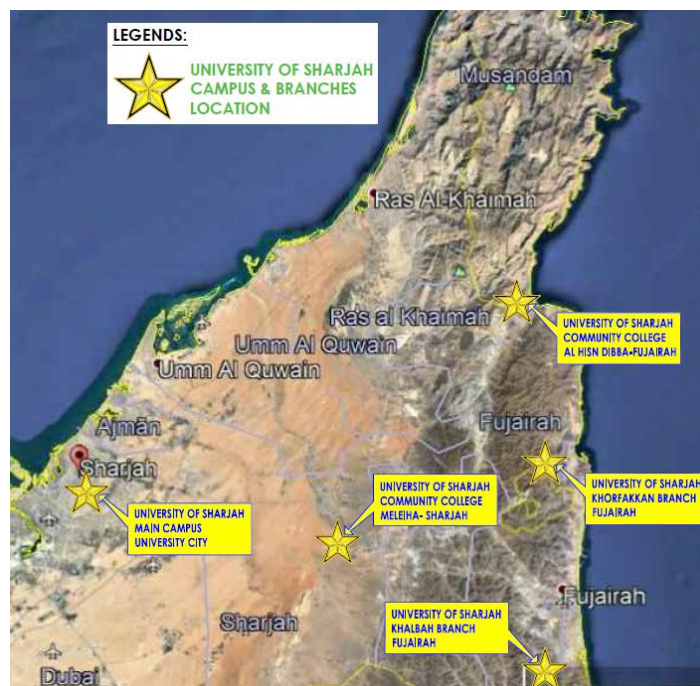 LEGENDS:
UNIVERSITY OF SHARJAH
CAMPUS & BRANCHES
LOCATION
Musandam
Ras Al-Khaimah
Ras al Khaimah
UNIVERSITY OF SHARJAH
COMMUNITY COLLEGE
AL HISN DIBBA-FUJAIRAH
Umm Al Quwain
Umm Al Quwain
Ajmān
Fujairah
Sharjah
UNIVERSITY OF SHARJAH
MAIN CAMPUS
UNIVERSITY CITY
UNIVERSITY OF SHARJAH
COMMUNITY COLLEGE
MELEIHA- SHARJAH
UNIVERSITY OF SHARJAH
KHORFAKKAN BRANCH
FUJAIRAH
Fujairah
Sharjah
UNIVERSITY OF SHARJAH
KHALBAH BRANCH
FUJAIRAH
Dubai